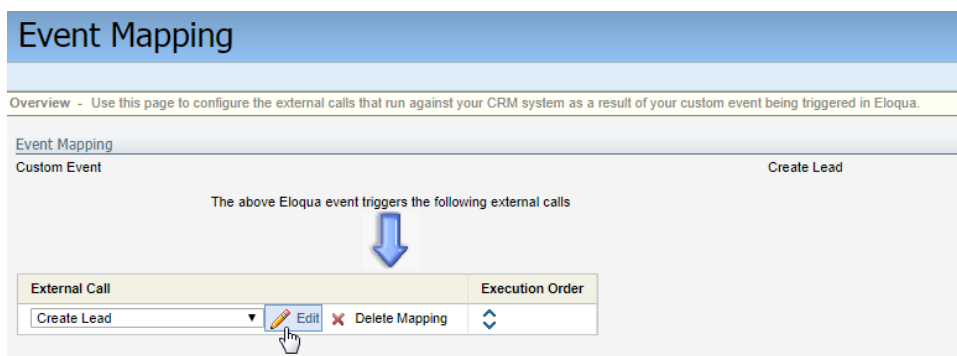 Event Mapping
Overview - Use this page to configure the external calls that run against your CRM system as a result of your custom event being triggered in Eloqua.
Event Mapping
Custom Event Create Lead
The above Eloqua event triggers the following external calls
External Call Execution Order
Create Lead Edit Delete Mapping